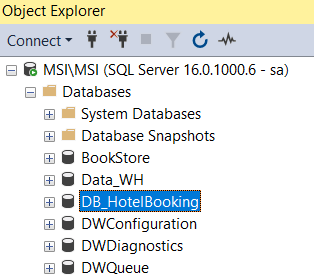 Object Explorer
Connect
MSI\MSI (SQL Server 16.0.1000.6 - sa)
Databases
System Databases
Database Snapshots
BookStore
Data_WH
DB_HotelBooking
DWConfiguration
DWDiagnostics
DWQueue